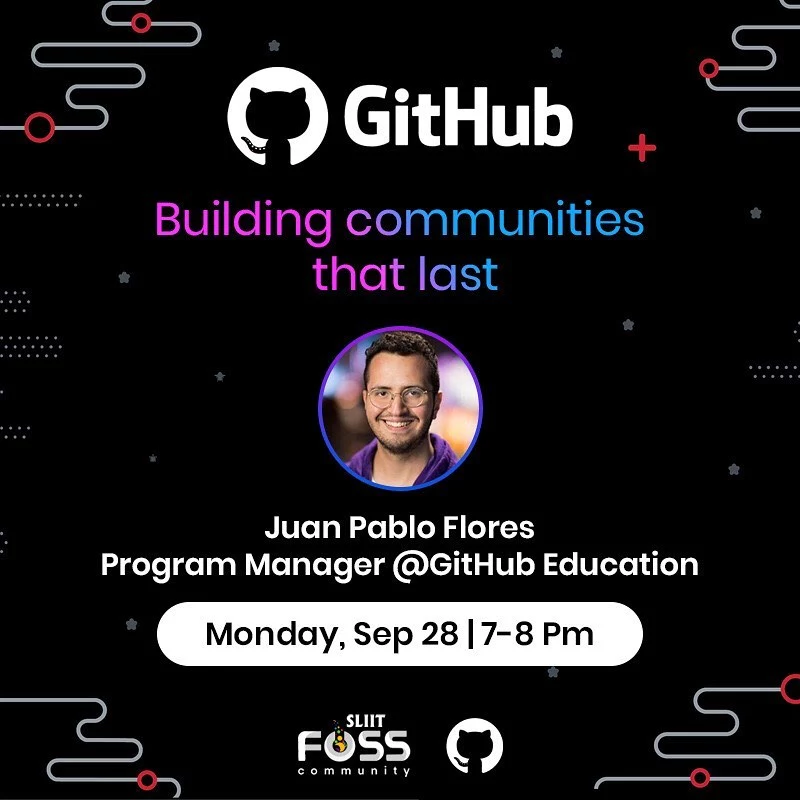 GitHub
Building communities
that last
Juan Pablo Flores
Program Manager @GitHub Education
Monday, Sep 28 | 7-8 Pm
SLIIT
FOSS
community